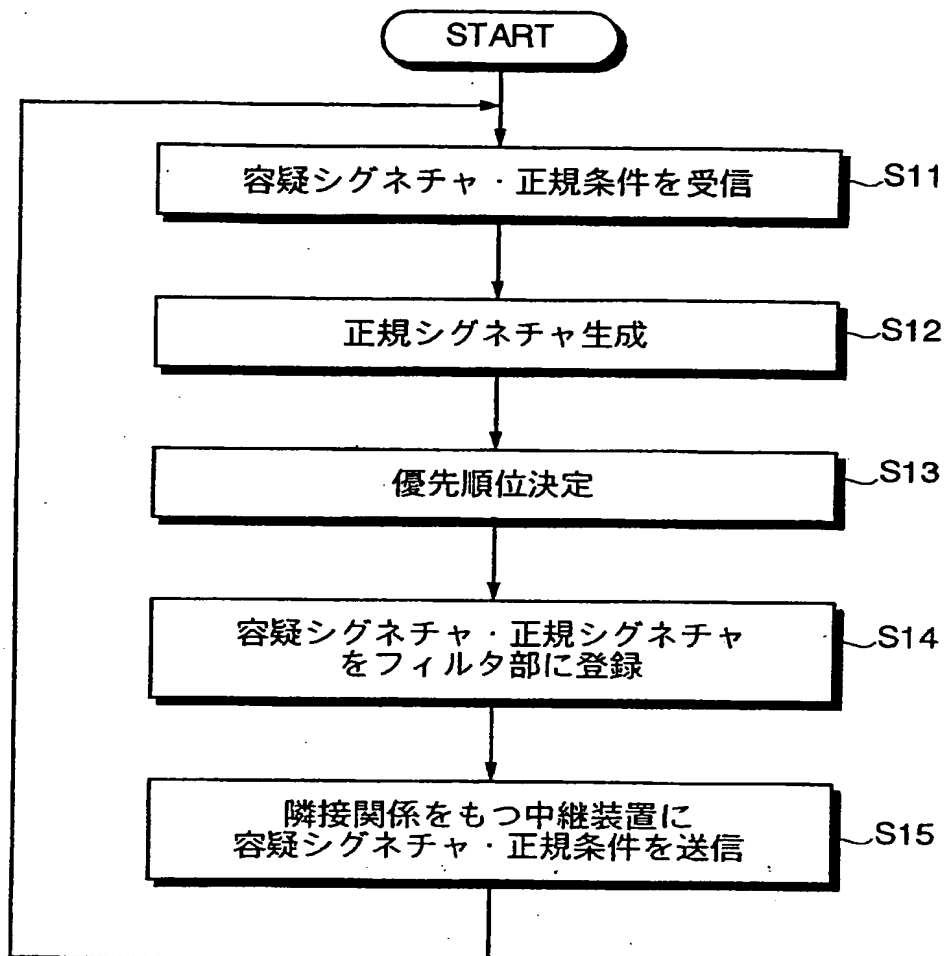 START
容疑シグネチャ・正規条件を受信
S11
正規シグネチャ生成
S12
優先順位決定
S13
容疑シグネチャ・正規シグネチャ
をフィルタ部に登録
S14
隣接関係をもつ中継装置に
容疑シグネチャ・正規条件を送信
S15